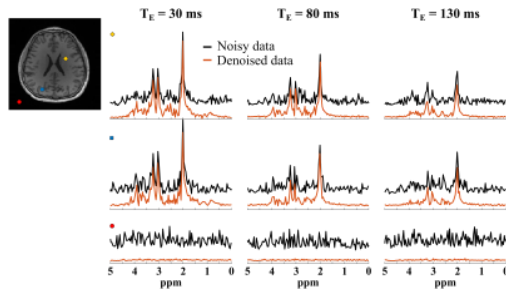 T_E = 30 ms T_E = 80 ms T_E = 130 ms
Noisy data
Denoised data
5 4 3 2 1 0 5 4 3 2 1 0 5 4 3 2 1 0
ppm ppm ppm